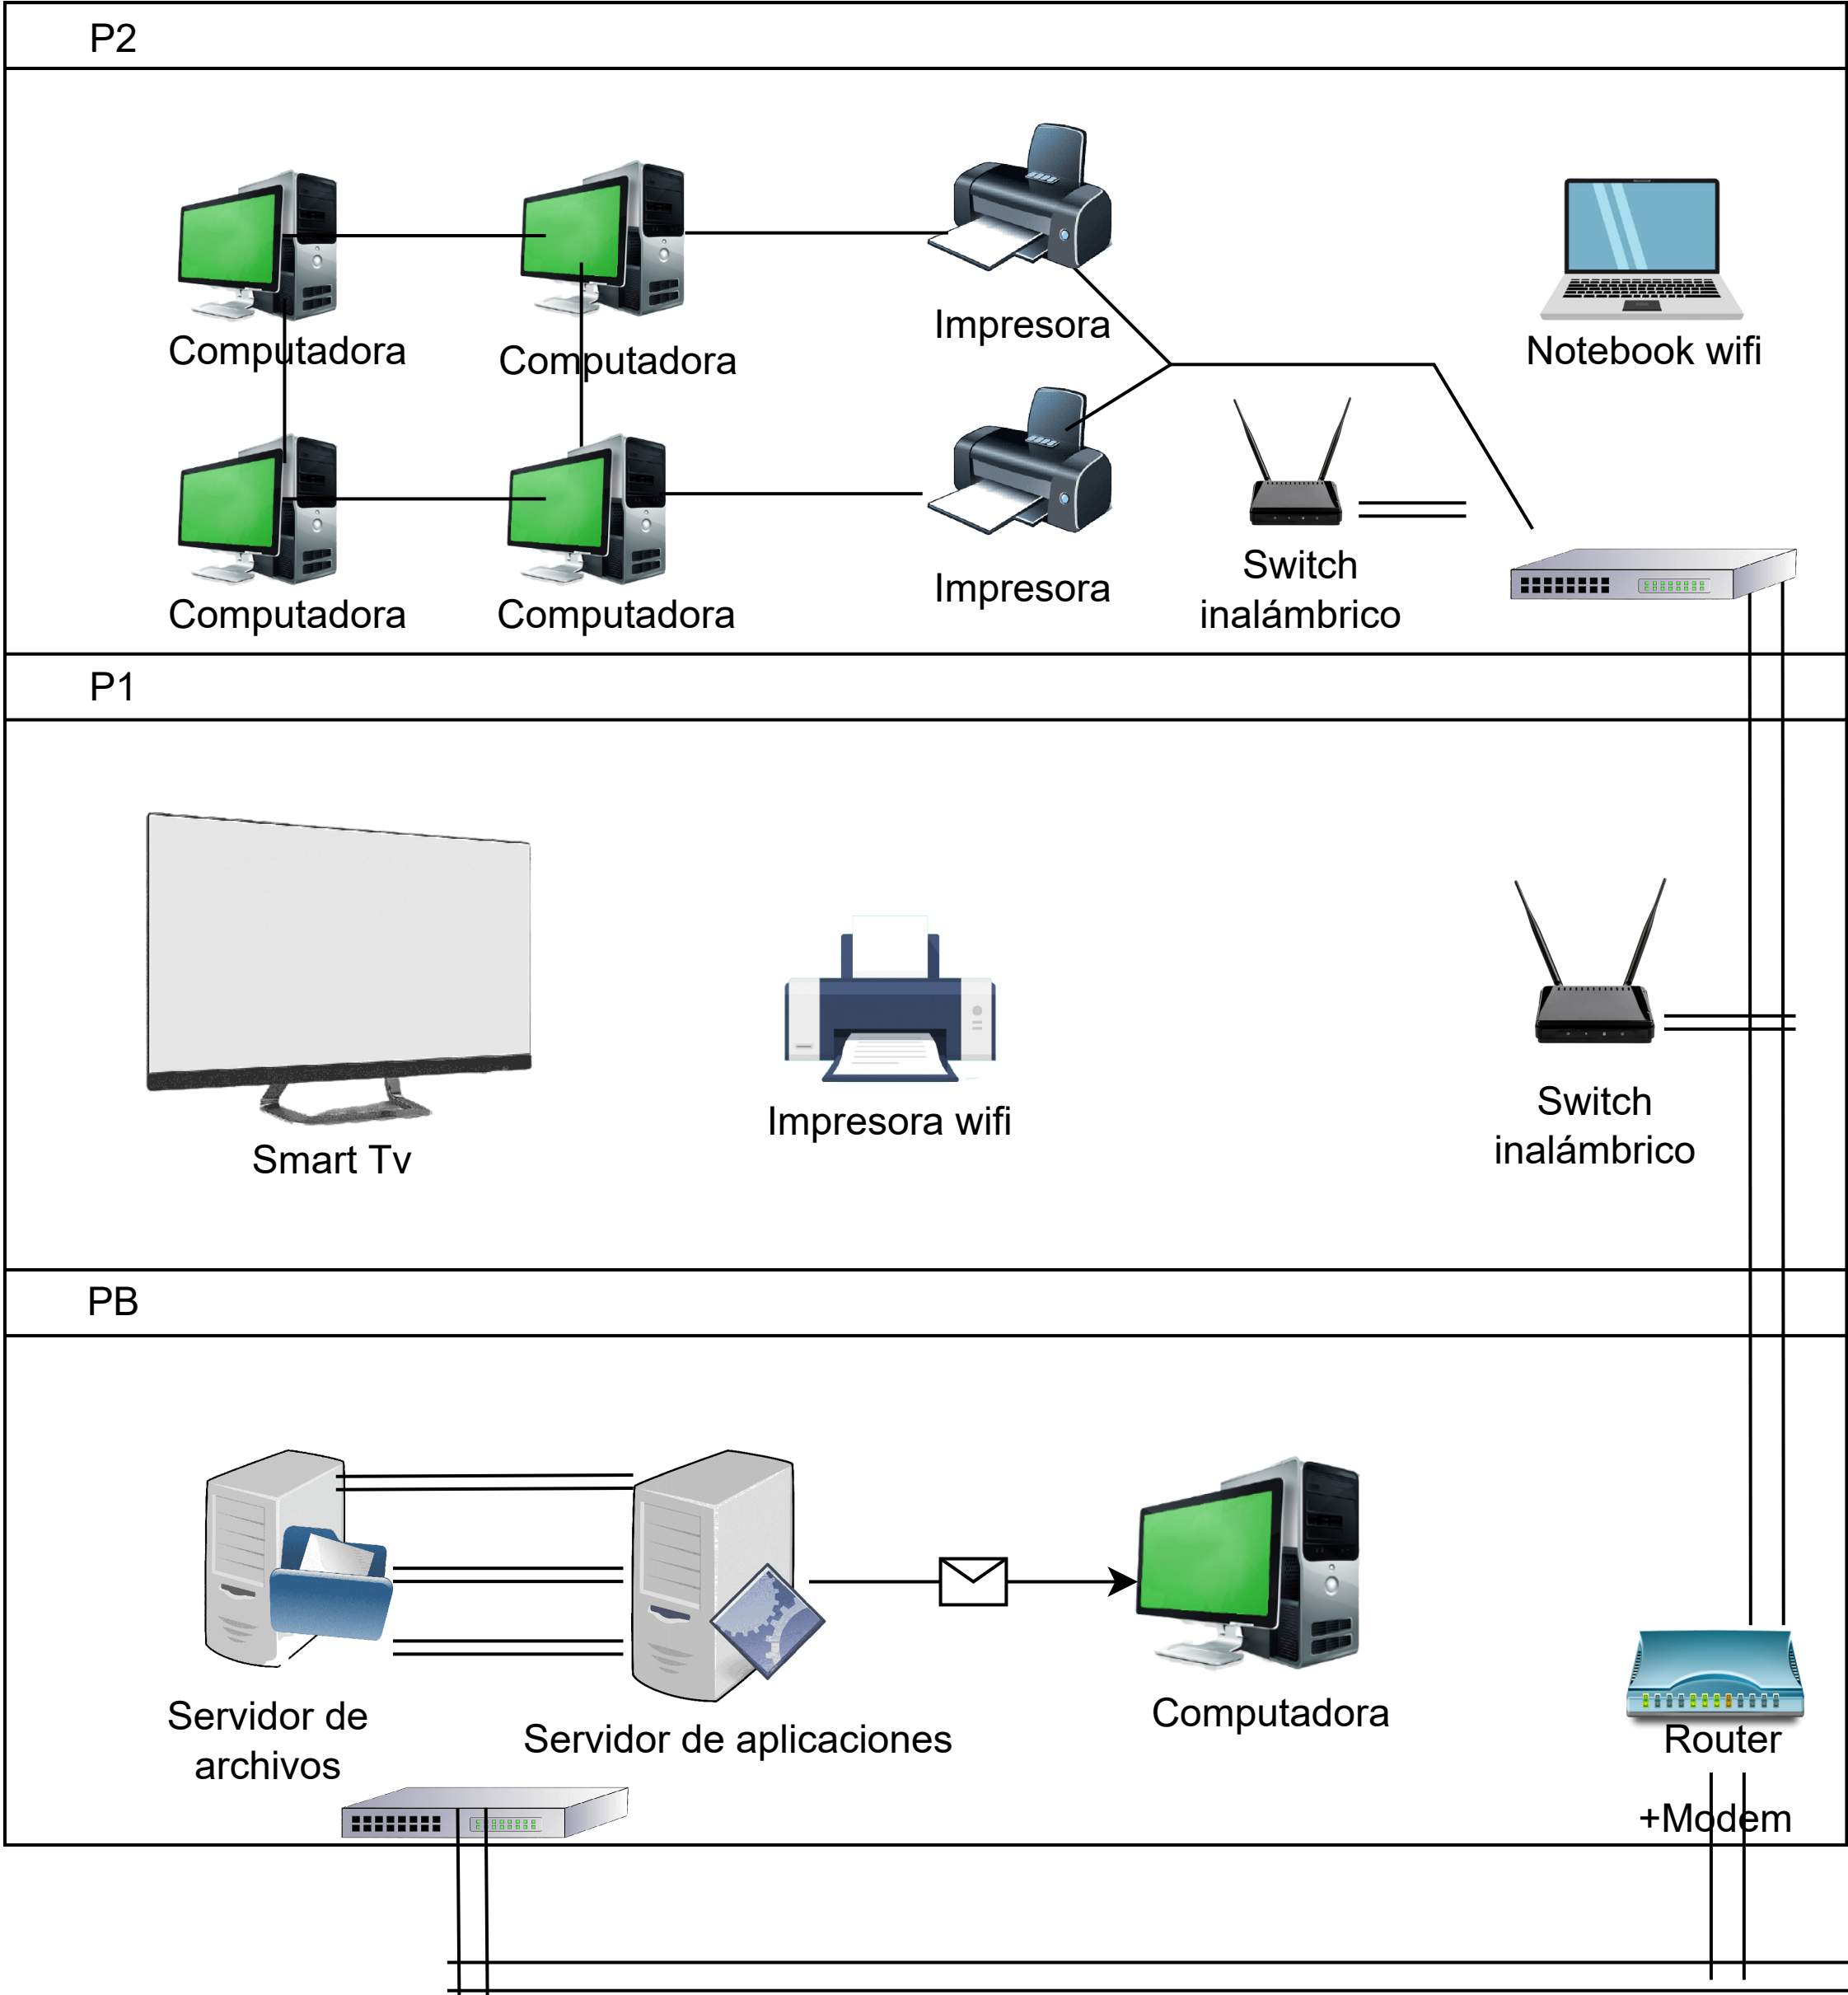 P2
Computadora
Computadora
Impresora
Notebook wifi
Computadora
Computadora
Impresora
Switch
inalámbrico
P1
Smart Tv
Impresora wifi
Switch
inalámbrico
PB
Servidor de
archivos
Servidor de aplicaciones
Computadora
Router
+Modem